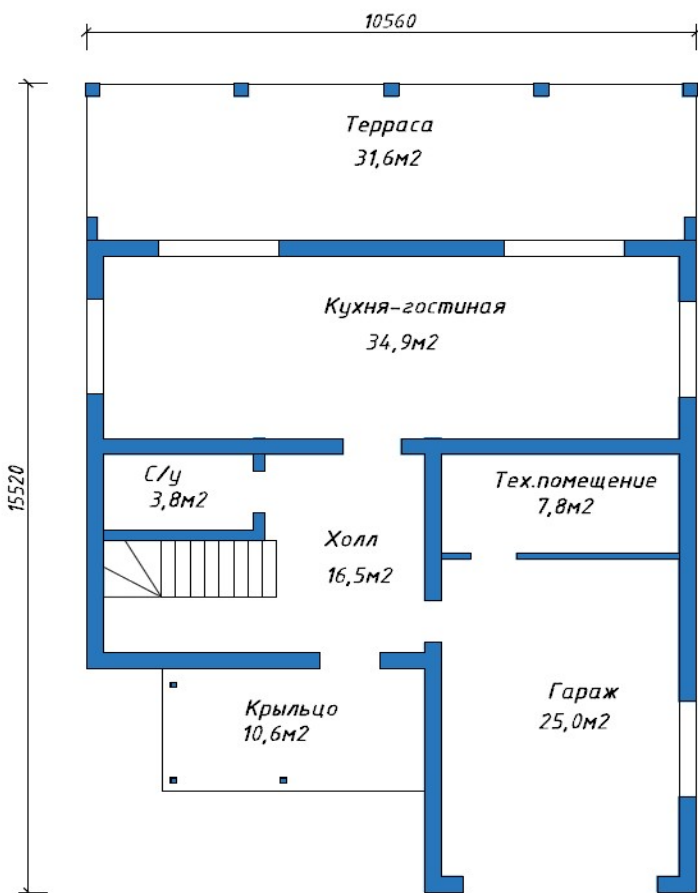 10560
Терраса
31,6м2
Кухня-гостиная
34,9м2
15520
С/у
3,8м2
Тех.помещение
7,8м2
Холл
16,5м2
Крыльцо
10,6м2
Гараж
25,0м2